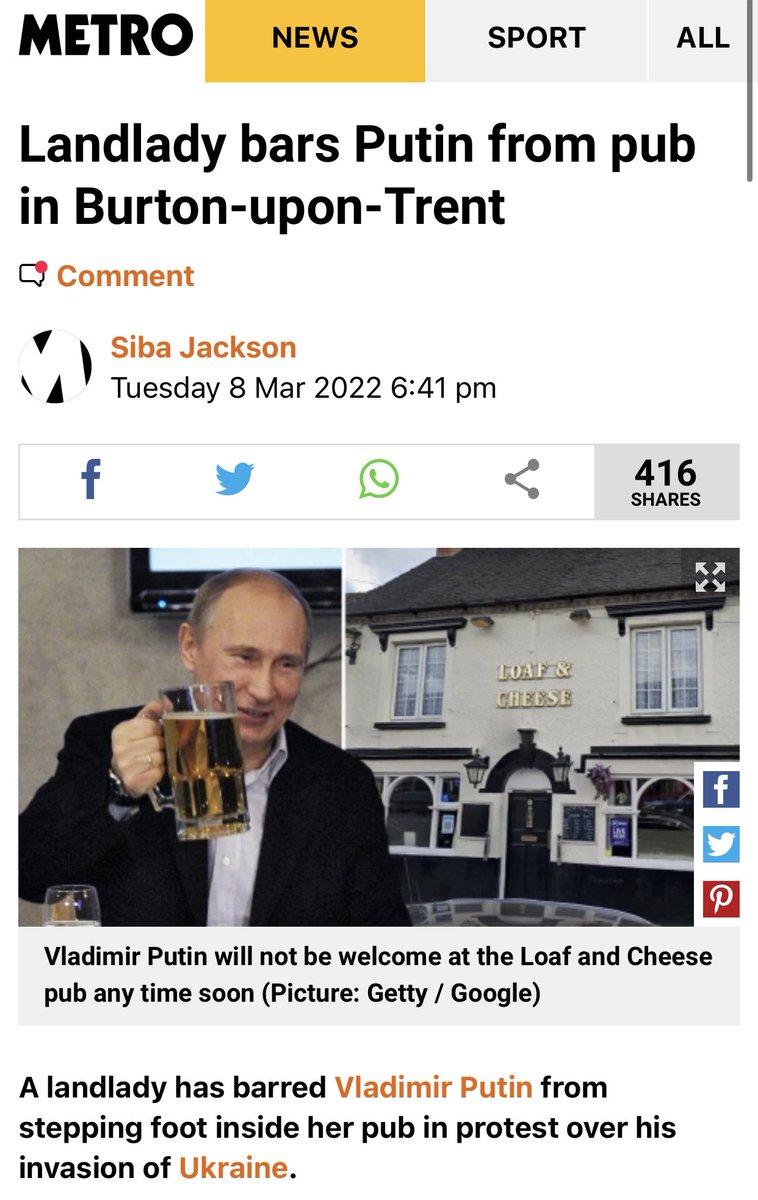 METRO NEWS SPORT ALL
Landlady bars Putin from pub
in Burton-upon-Trent
Comment
Siba Jackson
Tuesday 8 Mar 2022 6:41 pm
416
SHARES
LOAF &
CHEESE
Vladimir Putin will not be welcome at the Loaf and Cheese
pub any time soon (Picture: Getty / Google)
A landlady has barred Vladimir Putin from
stepping foot inside her pub in protest over his
invasion of Ukraine.